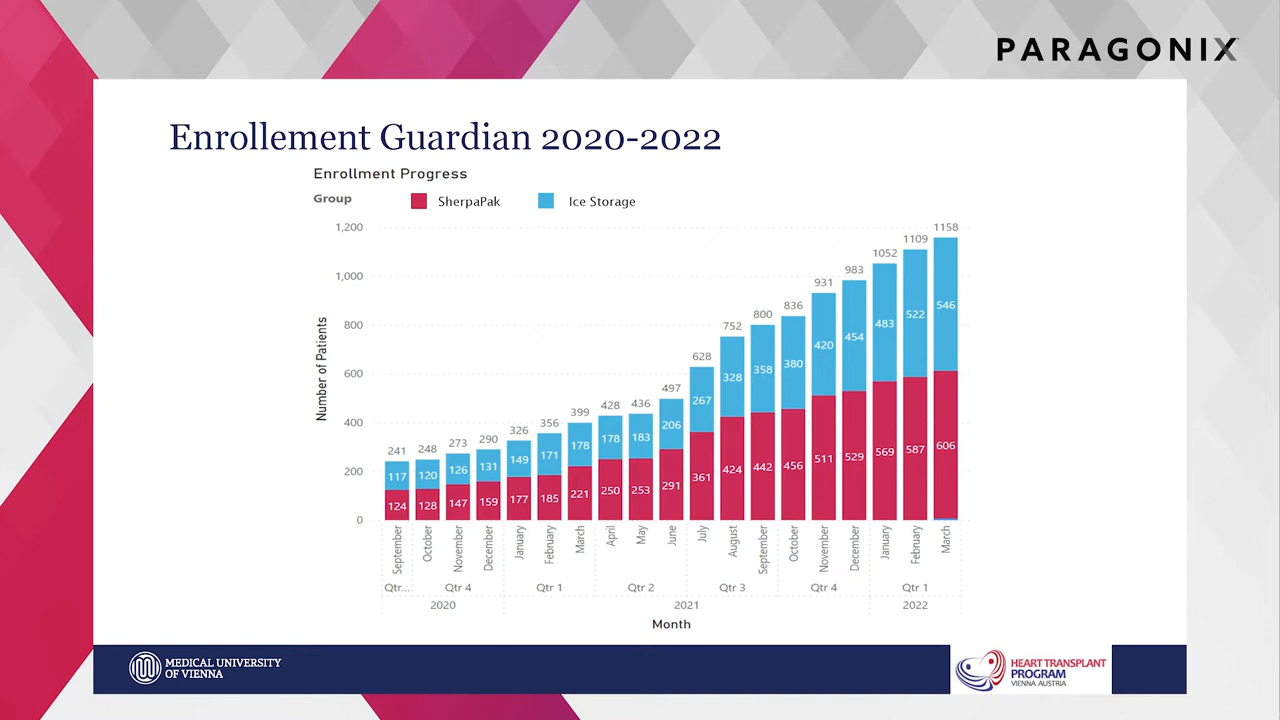 PARAGONIX
Enrollement Guardian 2020-2022
Enrollment Progress
Group SherpaPak Ice Storage
Number of Patients
1,200
1,000
800
600
400
200
0
241 248 273 290 326 356 399 428 436 497 628 752 800 836 931 983 1052 1109 1158
117 120 126 131 149 171 178 178 183 206 267 328 358 380 420 454 483 522 546
124 128 147 159 177 185 221 250 253 291 361 424 442 456 511 529 569 587 606
September October November December January February March April May June July August September October November December January February March
Qtr... Qtr 4 Qtr 1 Qtr 2 Qtr 3 Qtr 4 Qtr 1
2020 2021 2022
Month
MEDICAL UNIVERSITY
OF VIENNA
HEART TRANSPLANT
PROGRAM
VIENNA AUSTRIA